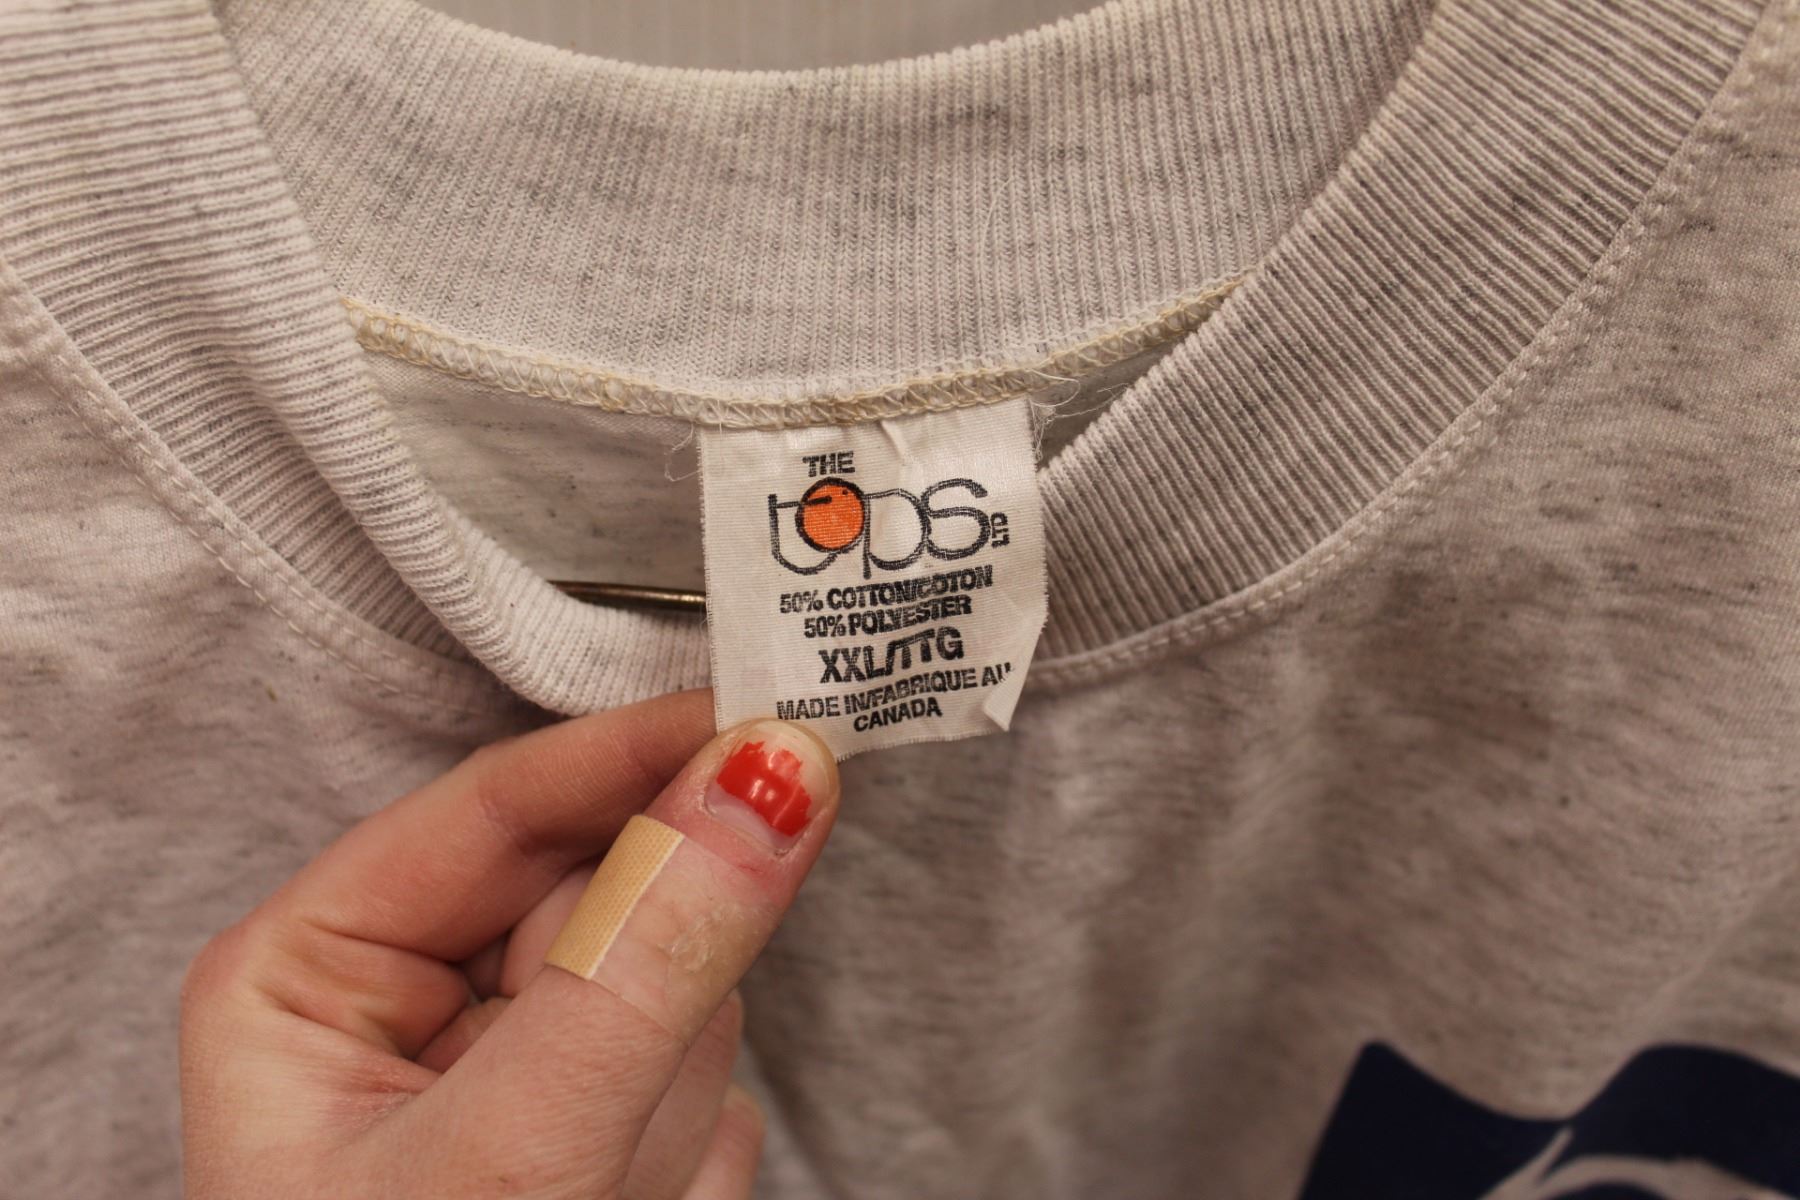 THE
tops LTD
50% COTTON/COTON
50% POLYESTER
XXL/TTG
MADE IN/FABRIQUE AU
CANADA